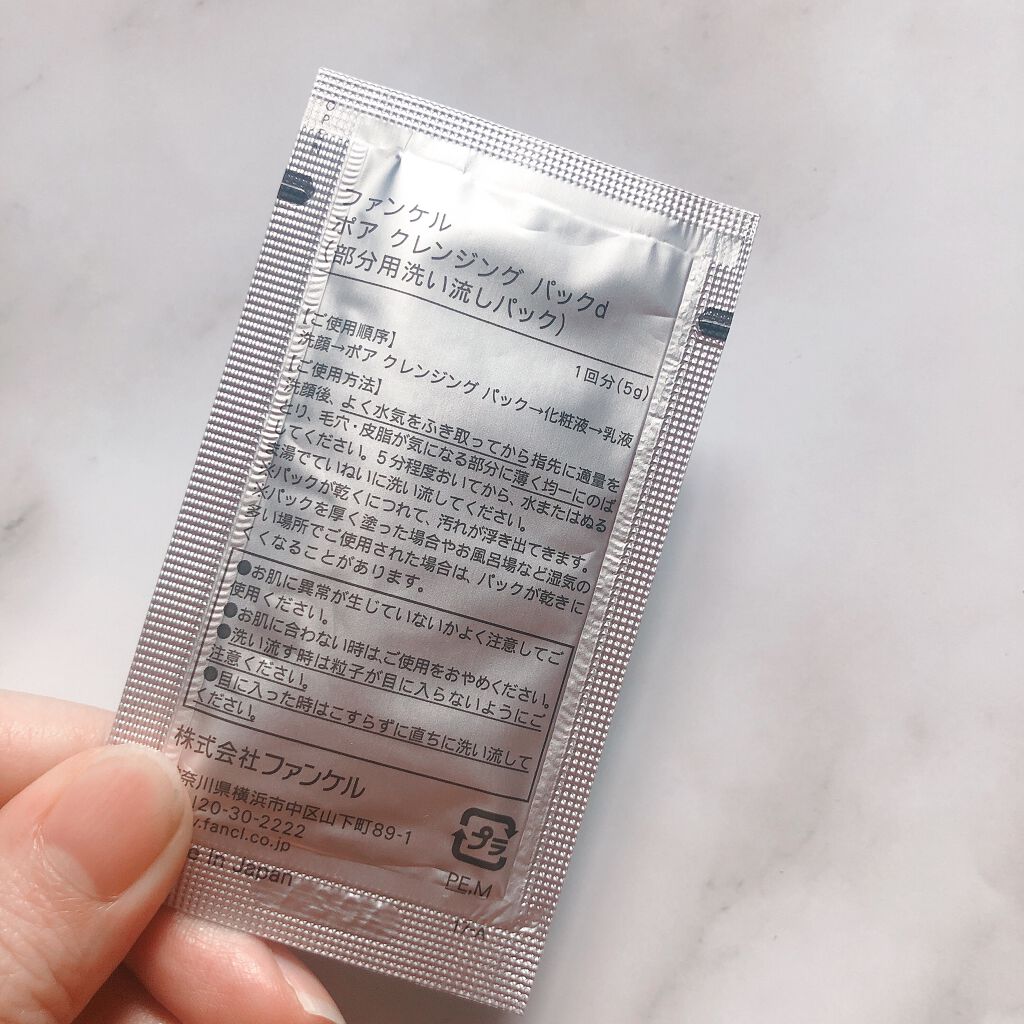 OPEN
ファンケル
ポア クレンジング パックd
(部分用洗い流しパック)
1回分(5g)
【ご使用順序】
洗顔→ポア クレンジング パック→化粧液→乳液
【ご使用方法】
洗顔後、よく水気をふき取ってから指先に適量を
とり、毛穴・皮脂が気になる部分に薄く均一にのば
してください。5分程度おいてから、水またはぬる
ま湯でていねいに洗い流してください。
※パックが乾くにつれて、汚れが浮き出てきます。
※パックを厚く塗った場合やお風呂場など湿気の
多い場所でご使用された場合は、パックが乾きに
くくなることがあります。
●お肌に異常が生じていないかよく注意してご
使用ください。
●お肌に合わない時は、ご使用をおやめください。
●洗い流す時は粒子が目に入らないようにご
注意ください。
●目に入った時はこすらずに直ちに洗い流して
ください。
株式会社ファンケル
奈川県横浜市中区山下町89-1
120-30-2222
.fancl.co.jp
in Japan
プラ
PE,M
17-A